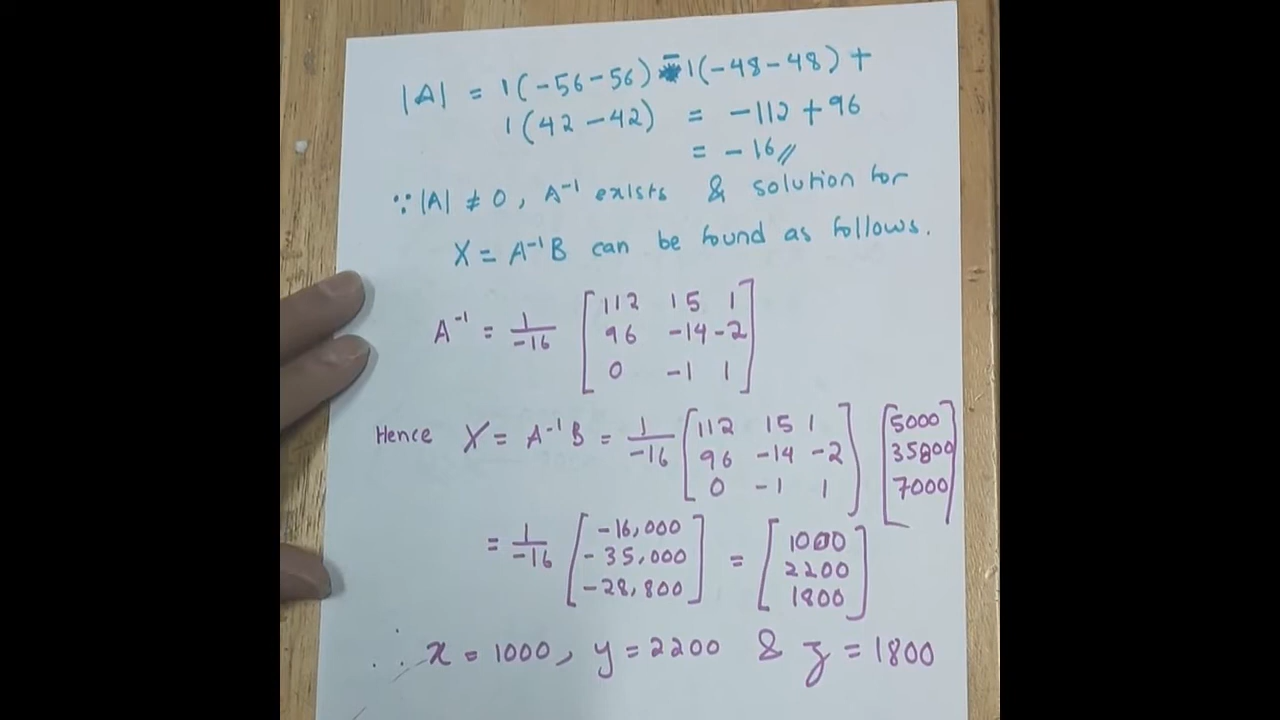 |A| = 1(-56-56) - 1(-48-48) +
1(42-42) = -112+96
= -16//
∵ |A| ≠ 0, A⁻¹ exists & solution for
X = A⁻¹B can be found as follows.
A⁻¹ = 1/-16 [112 15 1
96 -14 -2
0 -1 1]
Hence X = A⁻¹B = 1/-16 [112 15 1
96 -14 -2
0 -1 1] [5000
35800
7000]
= 1/-16 [-16,000
-35,000
-28,800] = [1000
2200
1800]
∴ x = 1000, y = 2200 & z = 1800